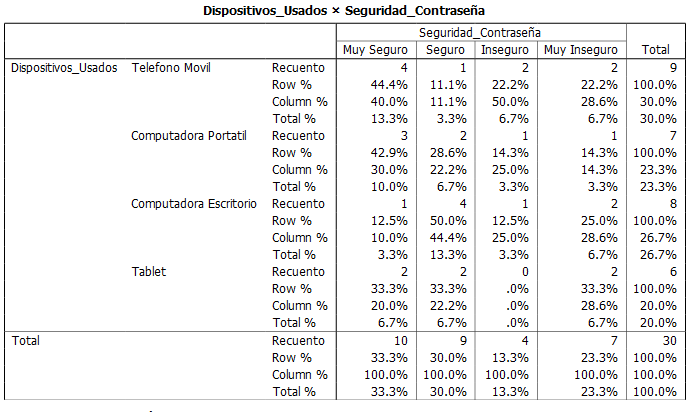 Dispositivos_Usados × Seguridad_Contraseña
Seguridad_Contraseña
Muy Seguro Seguro Inseguro Muy Inseguro Total
Dispositivos_Usados Telefono Movil Recuento 4 1 2 2 9
Row % 44.4% 11.1% 22.2% 22.2% 100.0%
Column % 40.0% 11.1% 50.0% 28.6% 30.0%
Total % 13.3% 3.3% 6.7% 6.7% 30.0%
Computadora Portatil Recuento 3 2 1 1 7
Row % 42.9% 28.6% 14.3% 14.3% 100.0%
Column % 30.0% 22.2% 25.0% 14.3% 23.3%
Total % 10.0% 6.7% 3.3% 3.3% 23.3%
Computadora Escritorio Recuento 1 4 1 2 8
Row % 12.5% 50.0% 12.5% 25.0% 100.0%
Column % 10.0% 44.4% 25.0% 28.6% 26.7%
Total % 3.3% 13.3% 3.3% 6.7% 26.7%
Tablet Recuento 2 2 0 2 6
Row % 33.3% 33.3% .0% 33.3% 100.0%
Column % 20.0% 22.2% .0% 28.6% 20.0%
Total % 6.7% 6.7% .0% 6.7% 20.0%
Total Recuento 10 9 4 7 30
Row % 33.3% 30.0% 13.3% 23.3% 100.0%
Column % 100.0% 100.0% 100.0% 100.0% 100.0%
Total % 33.3% 30.0% 13.3% 23.3% 100.0%